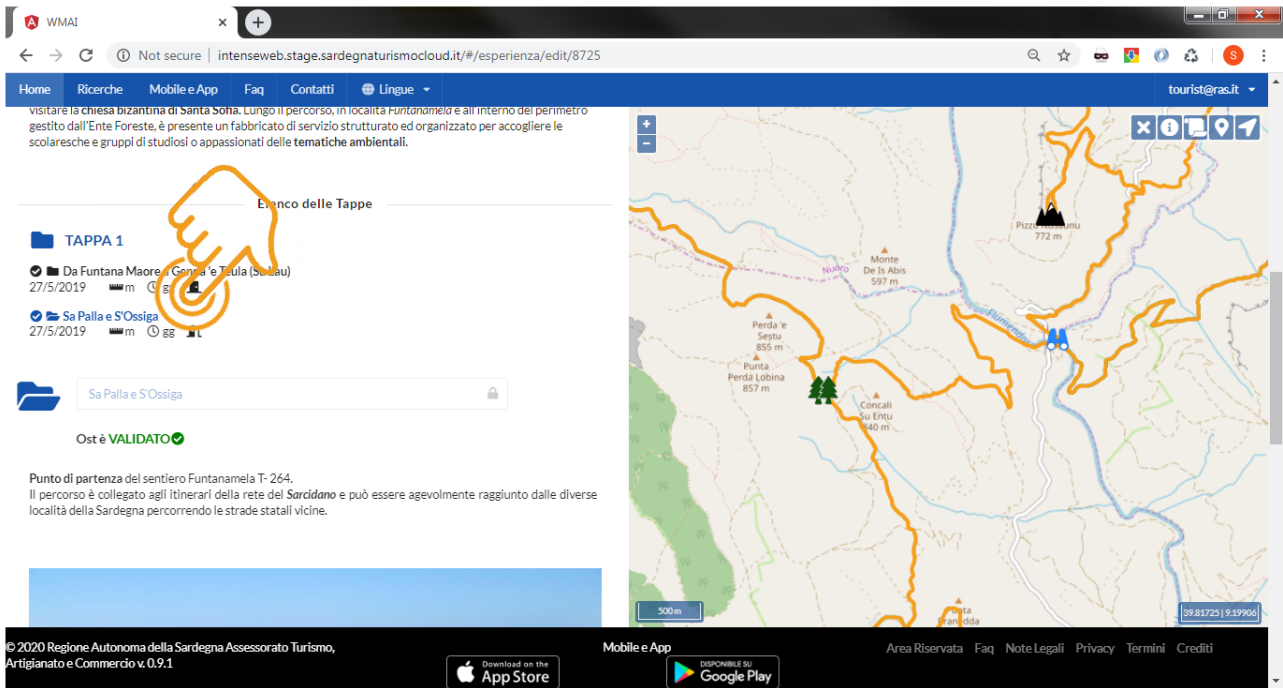 WMAI
Not secure | intenseweb.stage.sardegnaturismocloud.it/#/esperienza/edit/8725
S
Home Ricerche Mobile e App Faq Contatti Lingue tourist@ras.it
visitare la chiesa bizantina di Santa Sofia. Lungo il percorso, in località Funtanamela e all'interno del perimetro
gestito dall'Ente Foreste, è presente un fabbricato di servizio strutturato ed organizzato per accogliere le
scolaresche e gruppi di studiosi o appassionati delle tematiche ambientali.
Elenco delle Tappe
TAPPA 1
Da Funtana Maore a Genna 'e Teula
27/5/2019 m
Sa Palla e S'Ossiga
27/5/2019 m gg
Sa Palla e S'Ossiga
Ost è VALIDATO
Punto di partenza del sentiero Funtanamela T- 264.
Il percorso è collegato agli itinerari della rete del Sarcidano e può essere agevolmente raggiunto dalle diverse
località della Sardegna percorrendo le strade statali vicine.
+
-
772 m
Monte
De Is Abis
597 m
Nuoro
Perda 'e
Sestu
855 m
Punta
Perda Lobina
857 m
Concali
Su Entu
840 m
500 m
39.81725 | 9.19906
© 2020 Regione Autonoma della Sardegna Assessorato Turismo,
Artigianato e Commercio v. 0.9.1
Mobile e App
Download on the
App Store
DISPONIBILE SU
Google Play
Area Riservata Faq Note Legali Privacy Termini Crediti